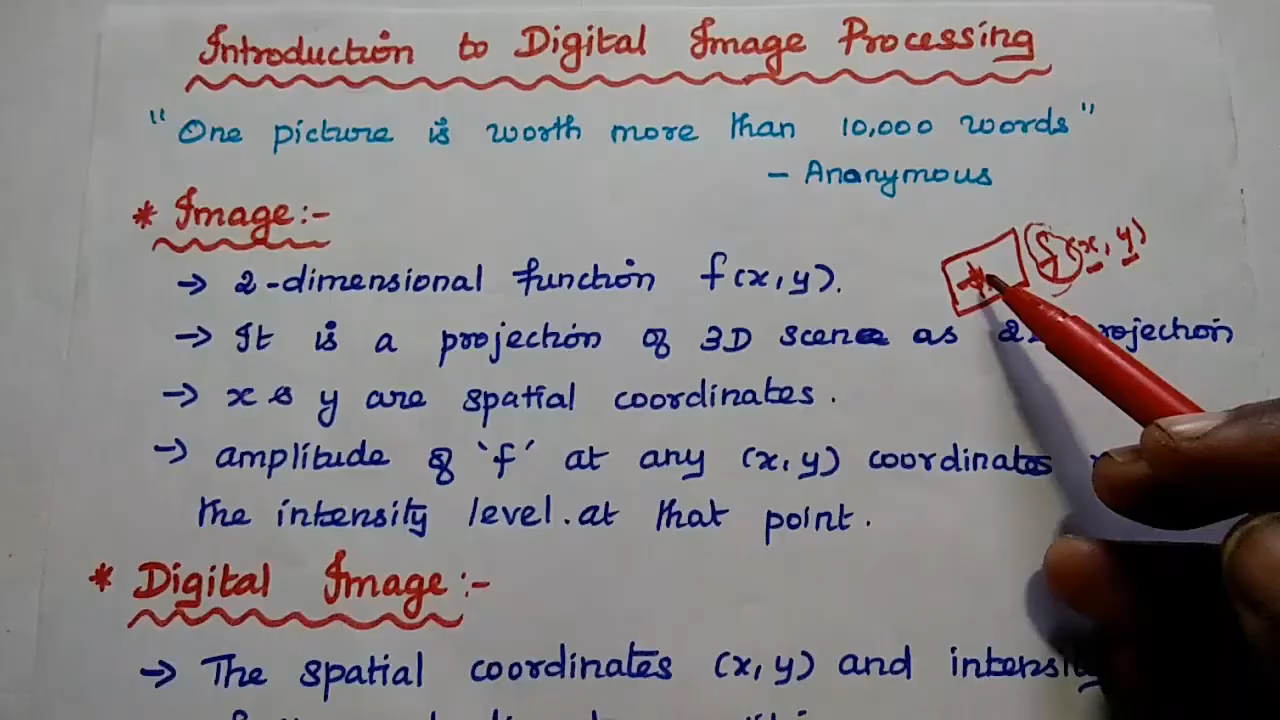 Introduction to Digital Image Processing
"One picture is worth more than 10,000 words"
- Anonymous
* Image:-
f(x, y)
→ 2-dimensional function f(x, y).
→ It is a projection of 3D scene as projection
→ x & y are spatial coordinates.
→ amplitude of 'f' at any (x, y) coordinates
the intensity level. at that point.
* Digital Image:-
→ The spatial coordinates (x, y) and intensity